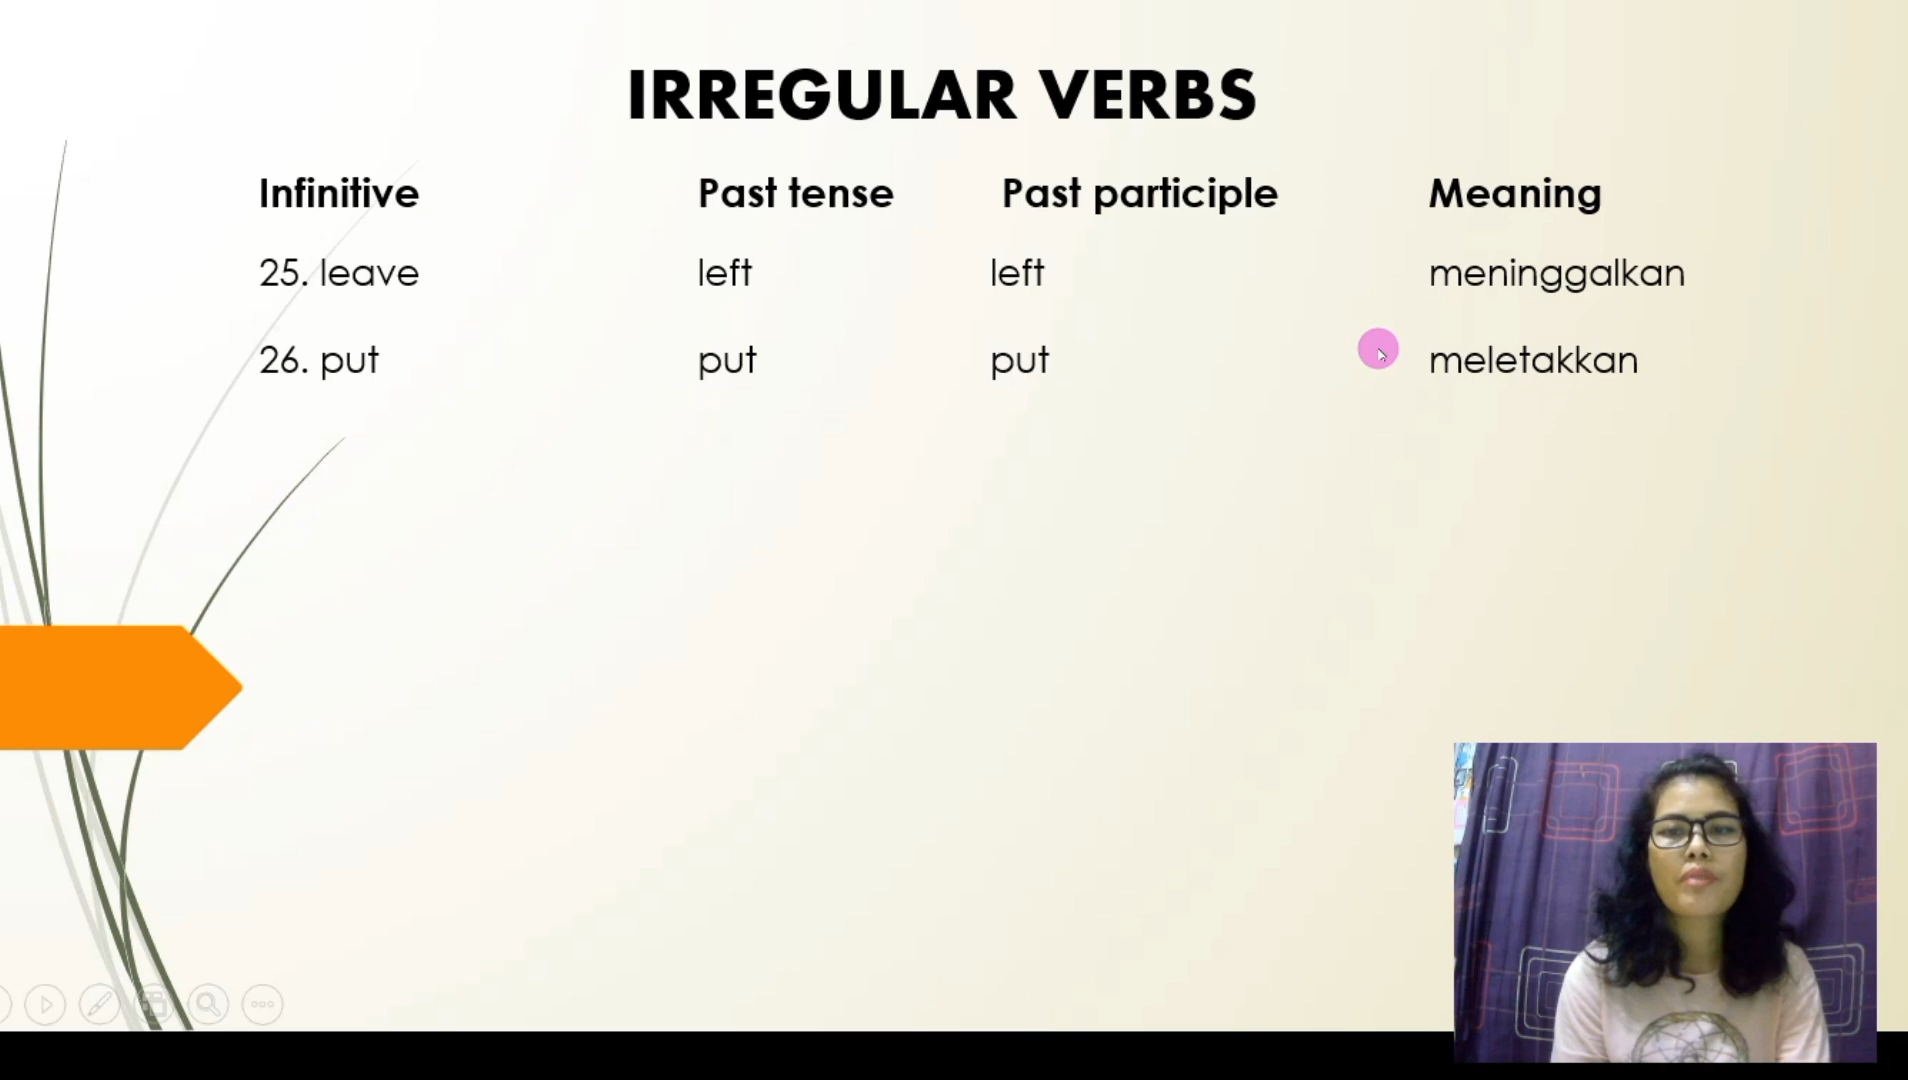 IRREGULAR VERBS
Infinitive Past tense Past participle Meaning
25. leave left left meninggalkan
26. put put put meletakkan